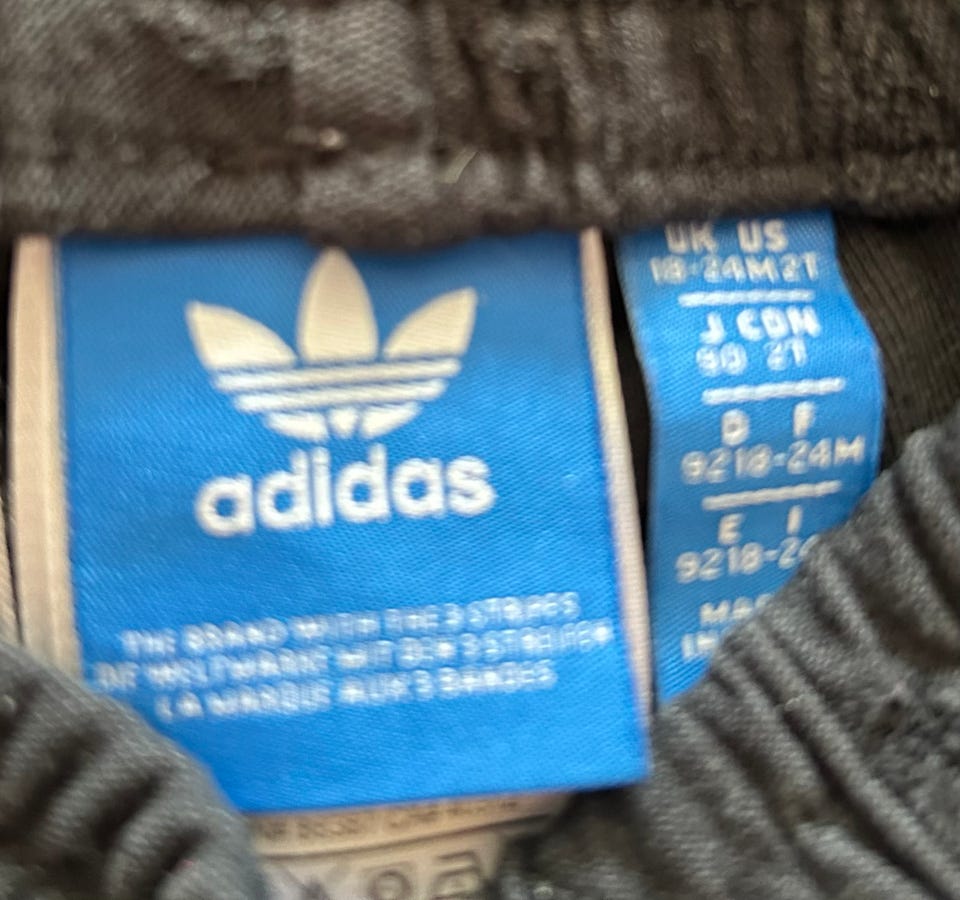 adidas
THE BRAND WITH THE 3 STRIPES
DIE WELTMARKE MIT DEN 3 STREIFEN
LA MARQUE AUX 3 BANDES
UK US
18-24M 2T
J CDN
90 2T
D F
92 18-24M
E I
92 18-2